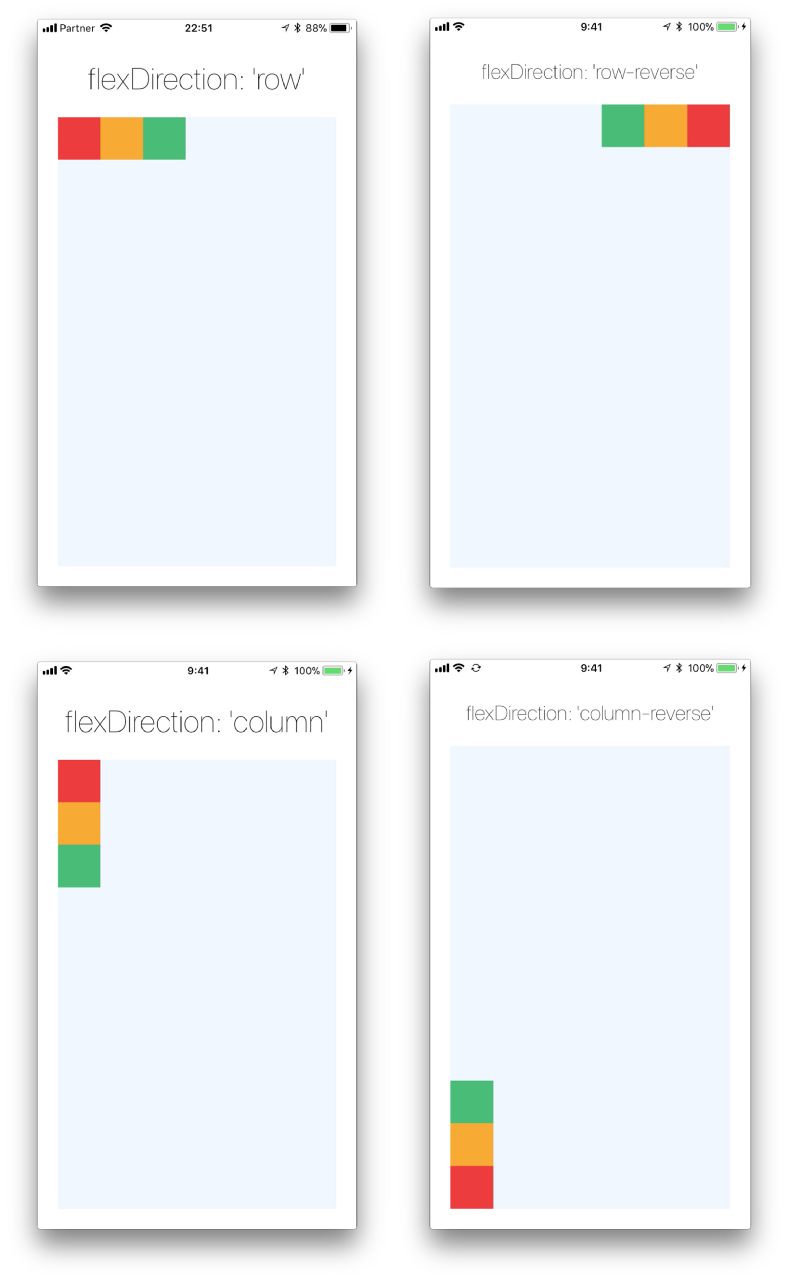 Partner 22:51 88%
flexDirection: 'row'
9:41 100%
flexDirection: 'row-reverse'
9:41 100%
flexDirection: 'column'
9:41 100%
flexDirection: 'column-reverse'